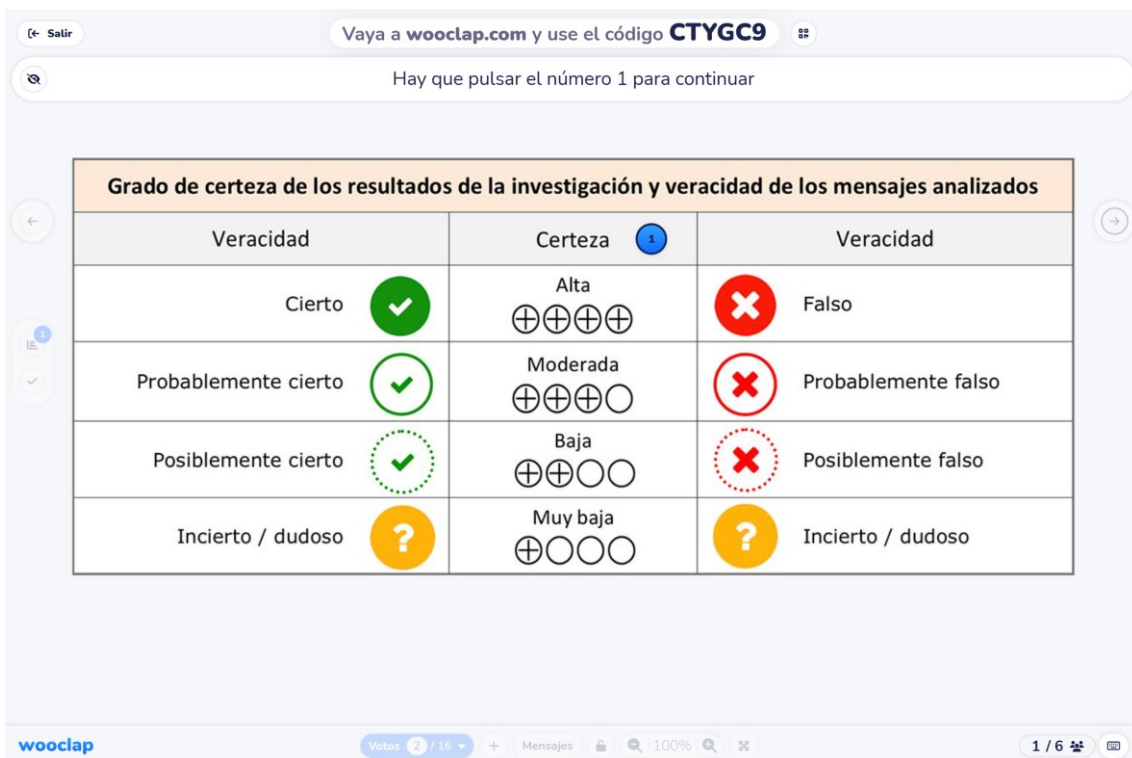 Salir
Vaya a wooclap.com y use el código CTYGC9
Hay que pulsar el número 1 para continuar
Grado de certeza de los resultados de la investigación y veracidad de los mensajes analizados
Veracidad Certeza 1 Veracidad
Cierto Alta Falso
Probablemente cierto Moderada Probablemente falso
Posiblemente cierto Baja Posiblemente falso
Incierto / dudoso ? Muy baja ? Incierto / dudoso
1
wooclap Votos 2 / 16 + Mensajes 100% 1 / 6